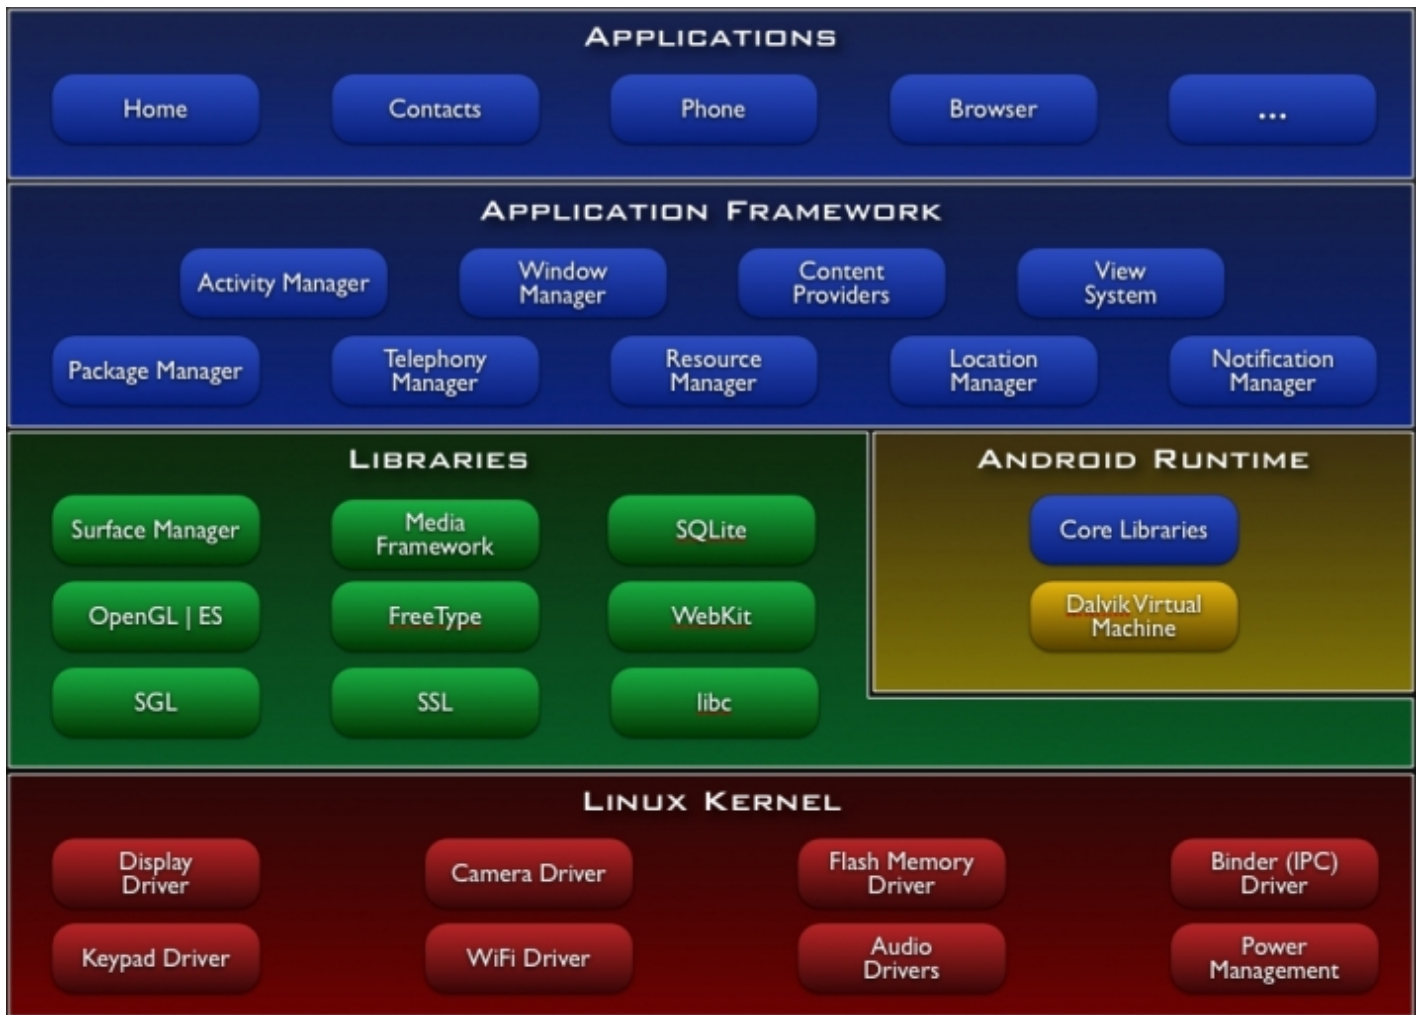 APPLICATIONS
Home
Contacts
Phone
Browser
...
APPLICATION FRAMEWORK
Activity Manager
Window
Manager
Content
Providers
View
System
Package Manager
Telephony
Manager
Resource
Manager
Location
Manager
Notification
Manager
LIBRARIES
Surface Manager
Media
Framework
SQLite
OpenGL | ES
FreeType
WebKit
SGL
SSL
libc
ANDROID RUNTIME
Core Libraries
Dalvik Virtual
Machine
LINUX KERNEL
Display
Driver
Camera Driver
Flash Memory
Driver
Binder (IPC)
Driver
Keypad Driver
WiFi Driver
Audio
Drivers
Power
Management